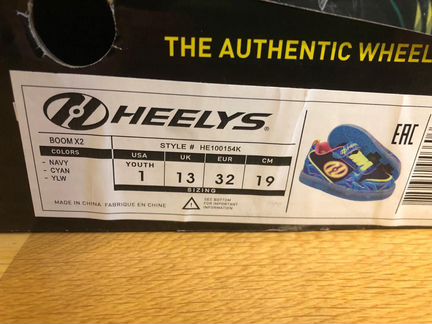 THE AUTHENTIC WHEEL
HEELYS
BOOM X2
STYLE # HE100154K
COLORS
- NAVY
- CYAN
- YLW
USA UK EUR CM
YOUTH
1 13 32 19
SIZING
SEE BOTTOM
FOR IMPORTANT
INFORMATION
MADE IN CHINA FABRIQUE EN CHINE
EAC